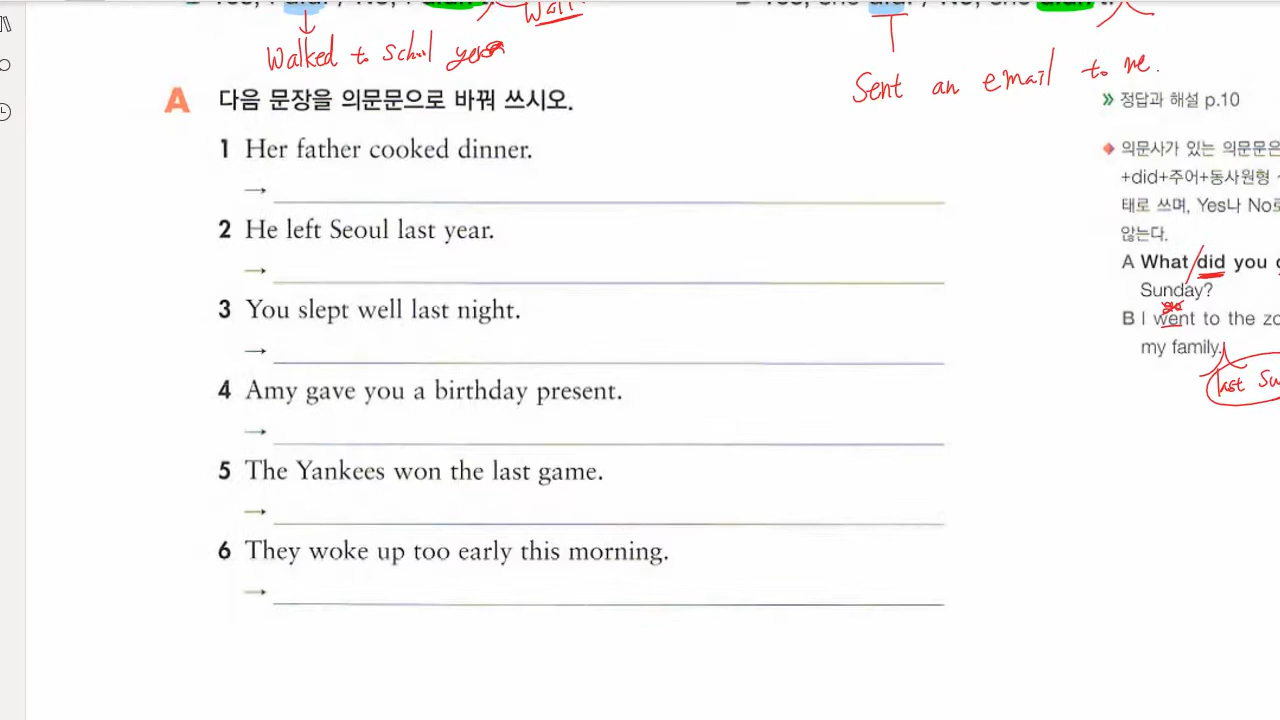 Walked to school
Sent an email to me.
A 다음 문장을 의문문으로 바꿔 쓰시오.
» 정답과 해설 p.10
1 Her father cooked dinner.
→
2 He left Seoul last year.
→
3 You slept well last night.
→
4 Amy gave you a birthday present.
→
5 The Yankees won the last game.
→
6 They woke up too early this morning.
→
의문사가 있는 의문문은
+did+주어+동사원형
태로 쓰며, Yes나 No로
않는다.
A What did you
Sunday?
B I went to the
my family.
last